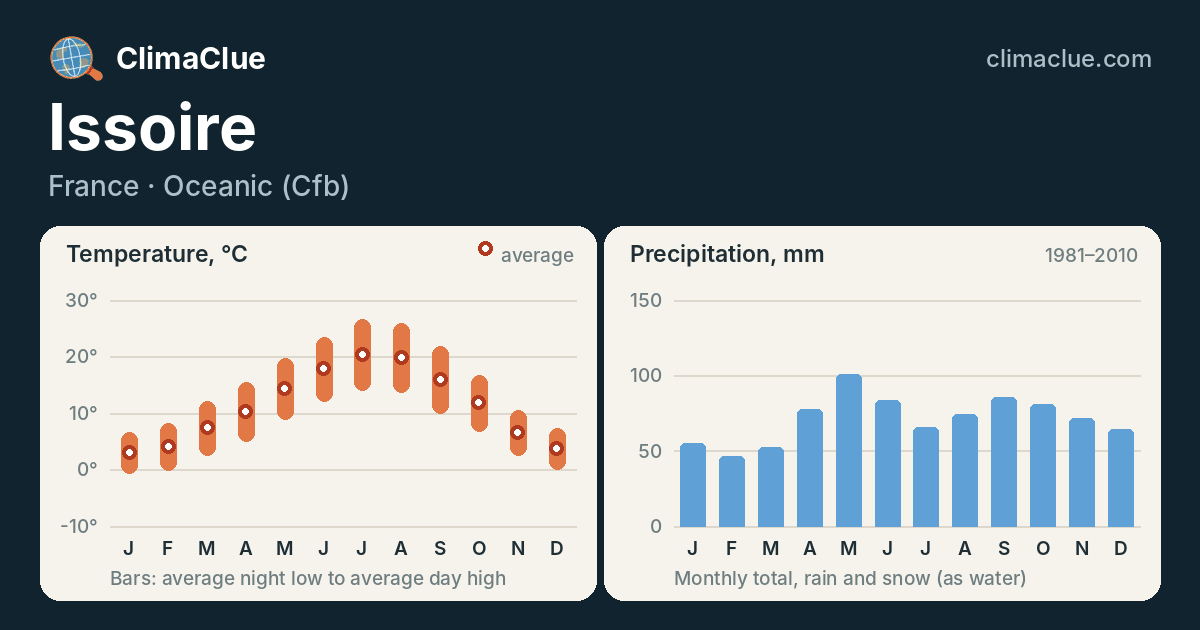 ClimaClue
climaclue.com
Issoire
France · Oceanic (Cfb)
Temperature, °C
average
30°
20°
10°
0°
-10°
J F M A M J J A S O N D
Bars: average night low to average day high
Precipitation, mm
1981–2010
150
100
50
0
J F M A M J J A S O N D
Monthly total, rain and snow (as water)